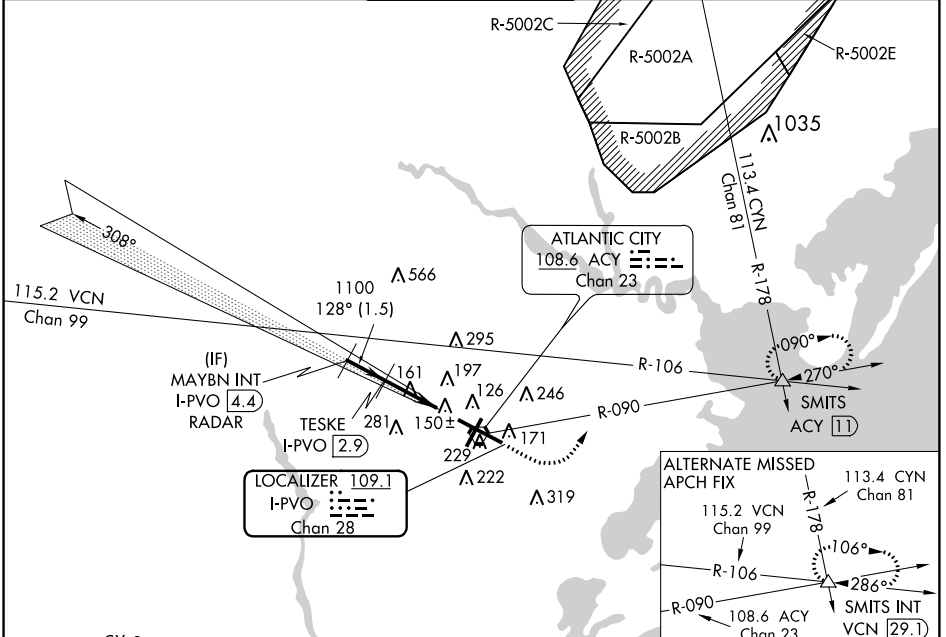 R-5002C
R-5002A
R-5002E
R-5002B
1035
113.4 CYN
Chan 81
R-178
ATLANTIC CITY
108.6 ACY
Chan 23
308°
566
1100
128° (1.5)
115.2 VCN
Chan 99
295
R-106
090°
270°
(IF)
MAYBN INT
I-PVO 4.4
RADAR
161
197
126
246
R-090
SMITS
ACY 11
TESKE
I-PVO 2.9
281
150±
171
229
222
319
LOCALIZER 109.1
I-PVO
Chan 28
ALTERNATE MISSED
APCH FIX
113.4 CYN
Chan 81
R-178
115.2 VCN
Chan 99
106°
R-106
286°
R-090
SMITS INT
VCN 29.1
108.6 ACY
Chan 23